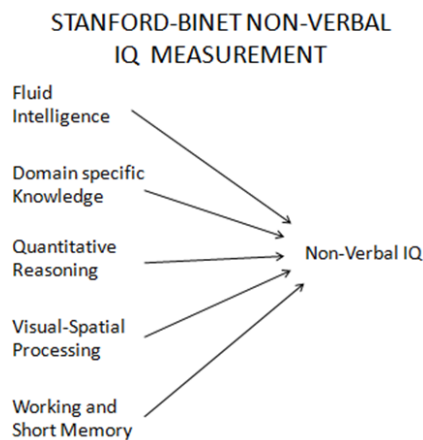 STANFORD-BINET NON-VERBAL
IQ MEASUREMENT
Fluid
Intelligence
Domain specific
Knowledge
Quantitative
Reasoning
Non-Verbal IQ
Visual-Spatial
Processing
Working and
Short Memory